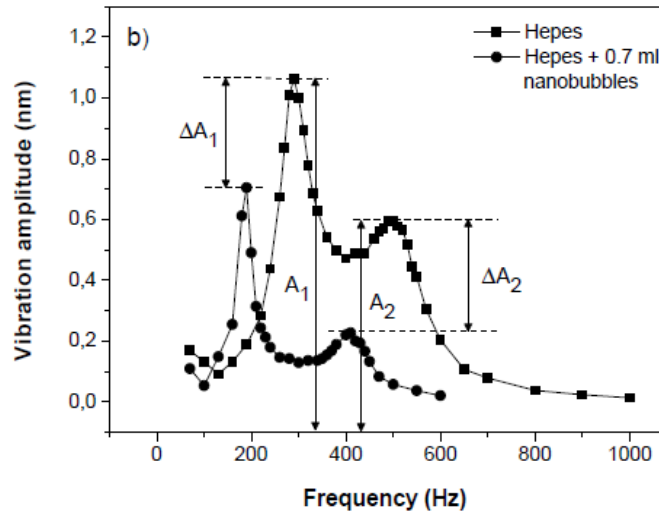 b)
Hepes
Hepes + 0.7 ml
nanobubbles
Vibration amplitude (nm)
1,2
1,0
0,8
0,6
0,4
0,2
0,0
ΔA1
A1
A2
ΔA2
0
200
400
600
800
1000
Frequency (Hz)